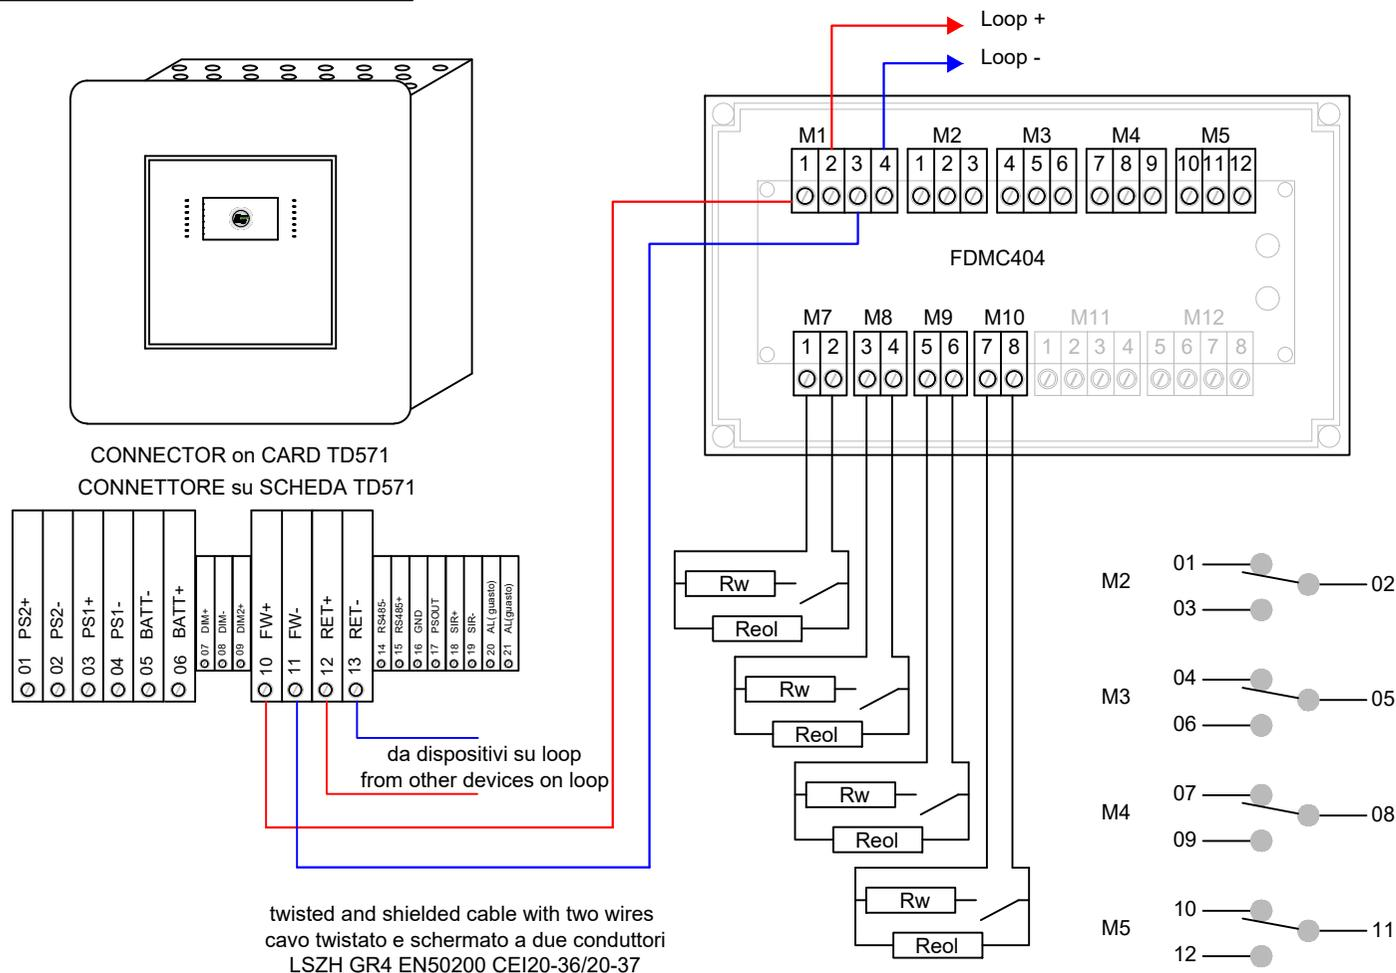 Loop +
Loop -
M1 M2 M3 M4 M5
1 2 3 4 1 2 3 4 5 6 7 8 9 10 11 12
FDMC404
M7 M8 M9 M10 M11 M12
1 2 3 4 5 6 7 8 1 2 3 4 5 6 7 8
CONNECTOR on CARD TD571
CONNETTORE su SCHEDA TD571
01 PS2+
02 PS2-
03 PS1+
04 PS1-
05 BATT-
06 BATT+
07 DIM+
08 DIM-
09 DIM2+
10 FW+
11 FW-
12 RET+
13 RET-
14 RS485-
15 RS485+
16 GND
17 PSOUT
18 SIR+
19 SIR-
20 AL(guasto)
21 AL(guasto)
da dispositivi su loop
from other devices on loop
twisted and shielded cable with two wires
cavo twistato e schermato a due conduttori
LSZH GR4 EN50200 CEI20-36/20-37
Rw
Reol
Rw
Reol
Rw
Reol
Rw
Reol
01
M2 02
03
04
M3 05
06
07
M4 08
09
10
M5 11
12